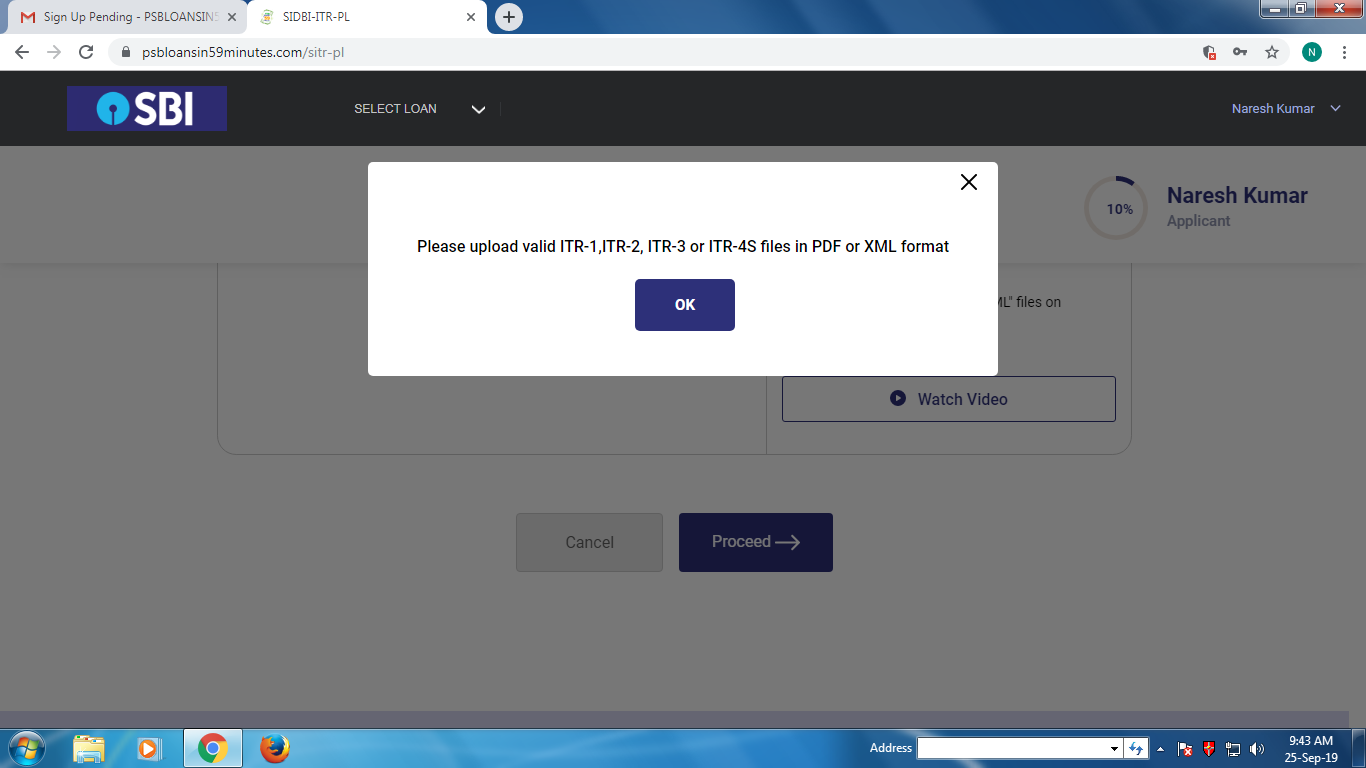 Sign Up Pending - PSBLOANSIN5
SIDBI-ITR-PL
psbloansin59minutes.com/sitr-pl
N
SBI
SELECT LOAN
Naresh Kumar
10%
Naresh Kumar
Applicant
Please upload valid ITR-1,ITR-2, ITR-3 or ITR-4S files in PDF or XML format
OK
files on
Watch Video
Cancel
Proceed
Address
9:43 AM
25-Sep-19